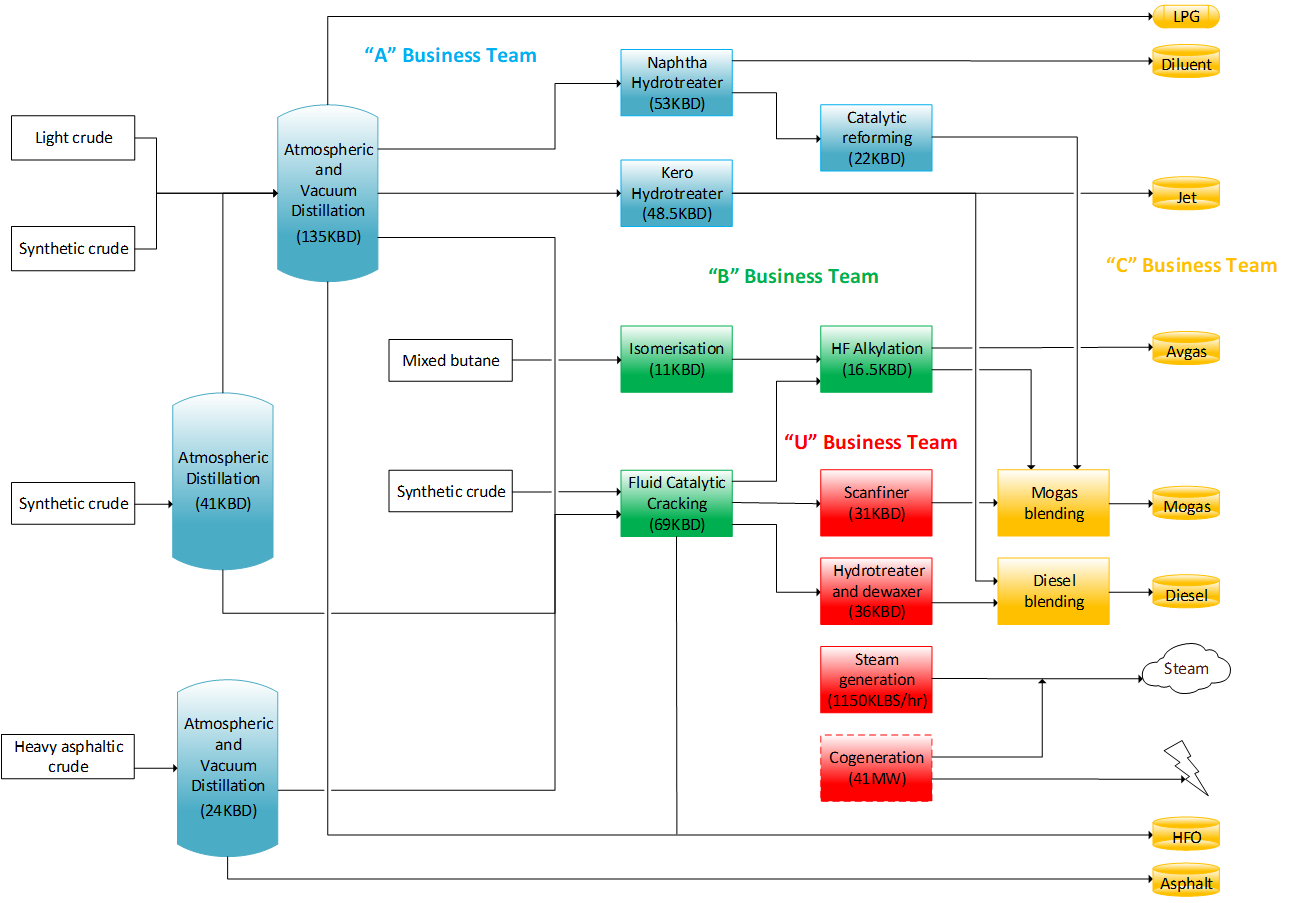 LPG
“A” Business Team
Naphtha
Hydrotreater
(53KBD)
Diluent
Light crude
Atmospheric
and
Vacuum
Distillation
(135KBD)
Catalytic
reforming
(22KBD)
Kero
Hydrotreater
(48.5KBD)
Jet
Synthetic crude
“B” Business Team
“C” Business Team
Mixed butane
Isomerisation
(11KBD)
HF Alkylation
(16.5KBD)
Avgas
“U” Business Team
Atmospheric
Distillation
(41KBD)
Synthetic crude
Synthetic crude
Fluid Catalytic
Cracking
(69KBD)
Scanfiner
(31KBD)
Mogas
blending
Mogas
Hydrotreater
and dewaxer
(36KBD)
Diesel
blending
Diesel
Steam
generation
(1150KLBS/hr)
Steam
Heavy asphaltic
crude
Atmospheric
and
Vacuum
Distillation
(24KBD)
Cogeneration
(41MW)
HFO
Asphalt